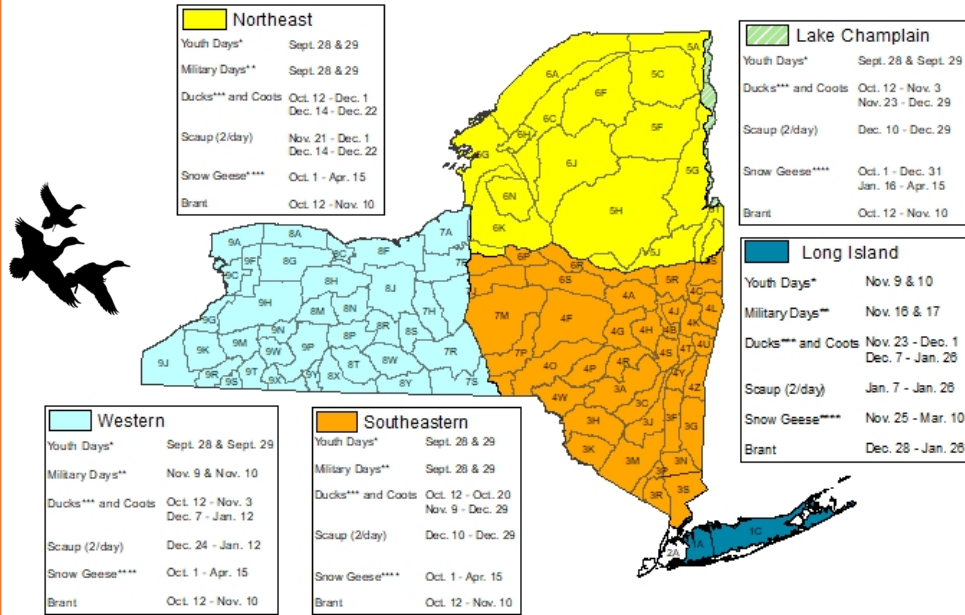 Northeast
Youth Days* Sept. 28 & 29
Military Days** Sept. 28 & 29
Ducks*** and Coots Oct. 12 - Dec. 1
Dec. 14 - Dec. 22
Scaup (2/day) Nov. 21 - Dec. 1
Dec. 14 - Dec. 22
Snow Geese**** Oct. 1 - Apr. 15
Brant Oct. 12 - Nov. 10
Lake Champlain
Youth Days* Sept. 28 & Sept. 29
Ducks*** and Coots Oct. 12 - Nov. 3
Nov. 23 - Dec. 29
Scaup (2/day) Dec. 10 - Dec. 29
Snow Geese**** Oct. 1 - Dec. 31
Jan. 16 - Apr. 15
Brant Oct. 12 - Nov. 10
Long Island
Youth Days* Nov. 9 & 10
Military Days** Nov. 16 & 17
Ducks*** and Coots Nov. 23 - Dec. 1
Dec. 7 - Jan. 26
Scaup (2/day) Jan. 7 - Jan. 26
Snow Geese**** Nov. 25 - Mar. 10
Brant Dec. 28 - Jan. 26
Western
Youth Days* Sept. 28 & Sept. 29
Military Days** Nov. 9 & Nov. 10
Ducks*** and Coots Oct. 12 - Nov. 3
Dec. 7 - Jan. 12
Scaup (2/day) Dec. 24 - Jan. 12
Snow Geese**** Oct. 1 - Apr. 15
Brant Oct. 12 - Nov. 10
Southeastern
Youth Days* Sept. 28 & 29
Military Days** Sept. 28 & 29
Ducks*** and Coots Oct. 12 - Oct. 20
Nov. 9 - Dec. 29
Scaup (2/day) Dec. 10 - Dec. 29
Snow Geese**** Oct. 1 - Apr. 15
Brant Oct. 12 - Nov. 10
5A
6A 5C
6F
6C
5F
6H
6G
6J
5G
6N
5H
6K
5J
7A
8A
9A
8F
8C
9F 8G
7F
9C
8H
8J
9H
7H
8M 8N
9G
8R
9N
8S
8P
9M
9K
9W 9P
7R
9J
8T 8W
9T
9R 9Y
8X
9S 9X
8Y
7S
6P
6R
6S
5R
5S
4A
4C
4L
7M
4F
4J
4K
4G 4H
4B
4U
4T
4S
7P
4O
4R
4P
4Y
3A
4Z
4W
3C
3F
3H
3J
3G
3K
3M
3N
3P
3R 3S
2A
1A
1C